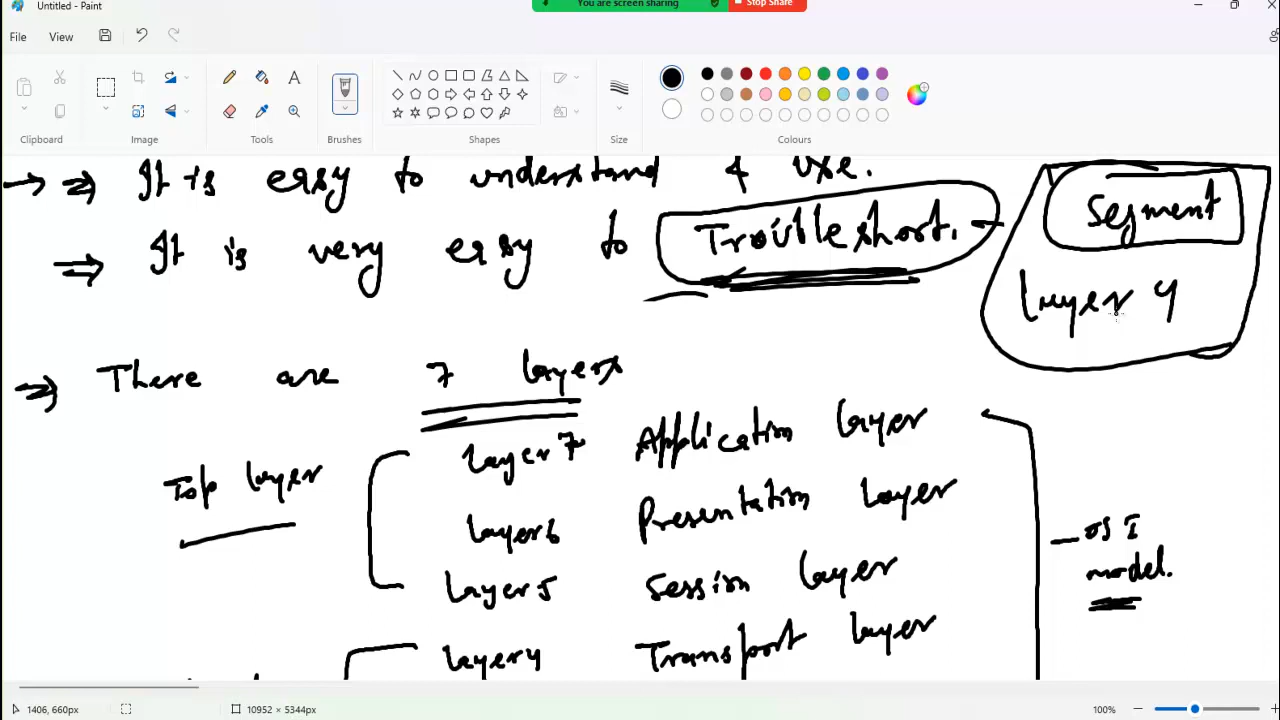 Untitled - Paint
You are screen sharing
Stop Share
File View
Clipboard Image Tools Brushes Shapes Size Colours
→ ⇒ It is easy to understand & use.
⇒ It is very easy to Troubleshort. - Segment
Layer 4
⇒ There are 7 layers
Layer 7 Application layer
Top layer
Layer 6 Presentation Layer
OSI
model.
Layer 5 Session layer
Layer 4 Transport layer
1406, 660px 10952 × 5344px 100%